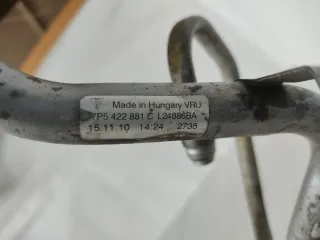 Made in Hungary VRU
7P5 422 881 C L24886BA
15.11.10 14:24 2738